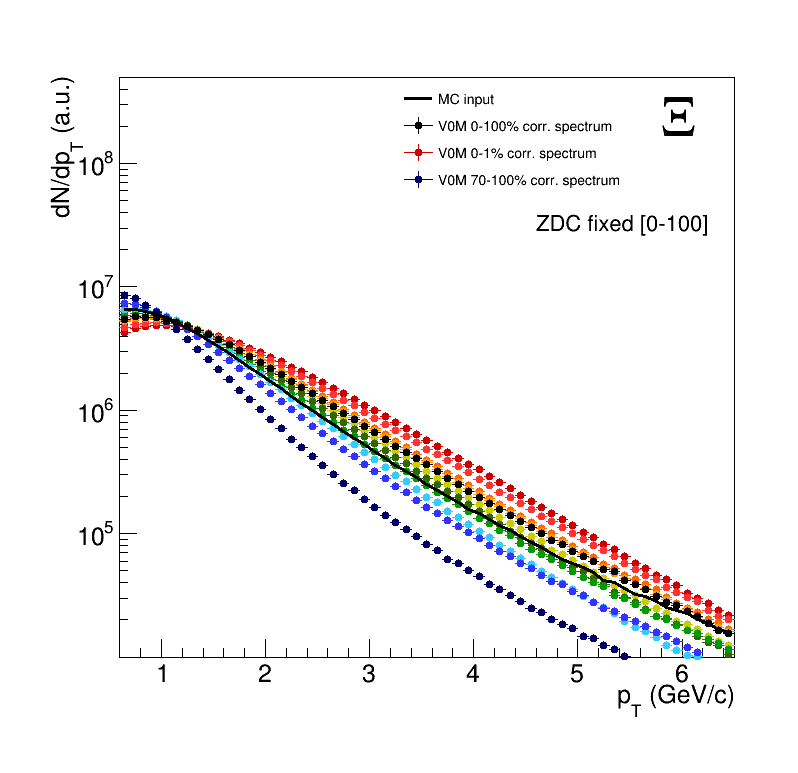 dN/dp_T (a.u.)
MC input
V0M 0-100% corr. spectrum
V0M 0-1% corr. spectrum
V0M 70-100% corr. spectrum
Ξ
ZDC fixed [0-100]
10^8
10^7
10^6
10^5
1 2 3 4 5 6
p_T (GeV/c)